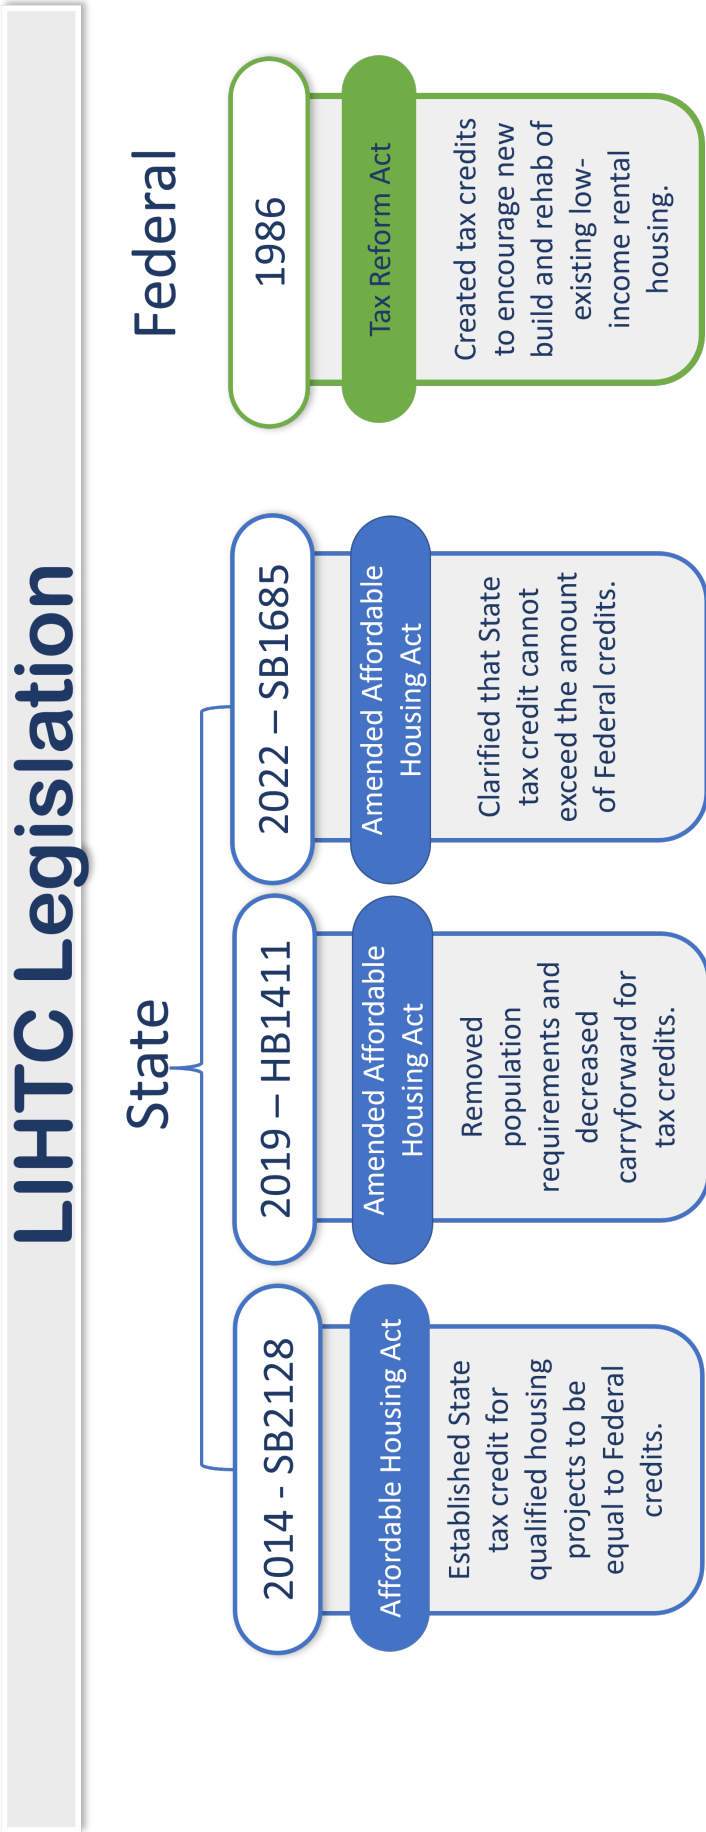 LIHTC Legislation
State
2014 - SB2128
Affordable Housing Act
Established State
tax credit for
qualified housing
projects to be
equal to Federal
credits.
2019 – HB1411
Amended Affordable
Housing Act
Removed
population
requirements and
decreased
carryforward for
tax credits.
2022 – SB1685
Amended Affordable
Housing Act
Clarified that State
tax credit cannot
exceed the amount
of Federal credits.
Federal
1986
Tax Reform Act
Created tax credits
to encourage new
build and rehab of
existing low-
income rental
housing.